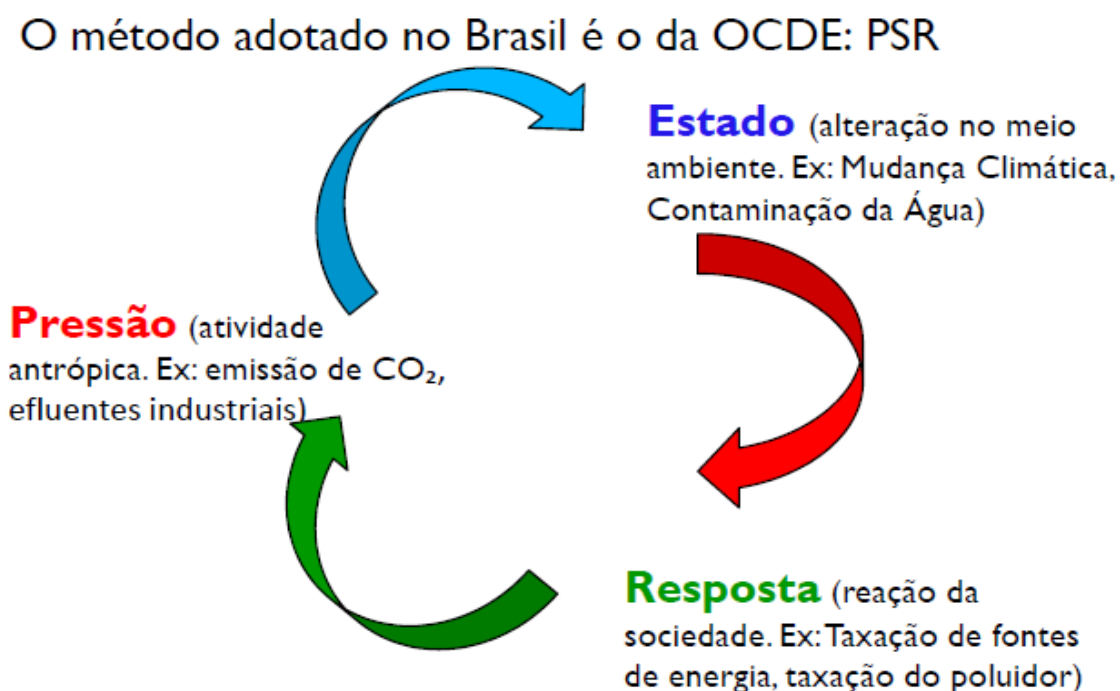 O método adotado no Brasil é o da OCDE: PSR
Estado (alteração no meio
ambiente. Ex: Mudança Climática,
Contaminação da Água)
Pressão (atividade
antrópica. Ex: emissão de CO₂,
efluentes industriais)
Resposta (reação da
sociedade. Ex: Taxação de fontes
de energia, taxação do poluidor)